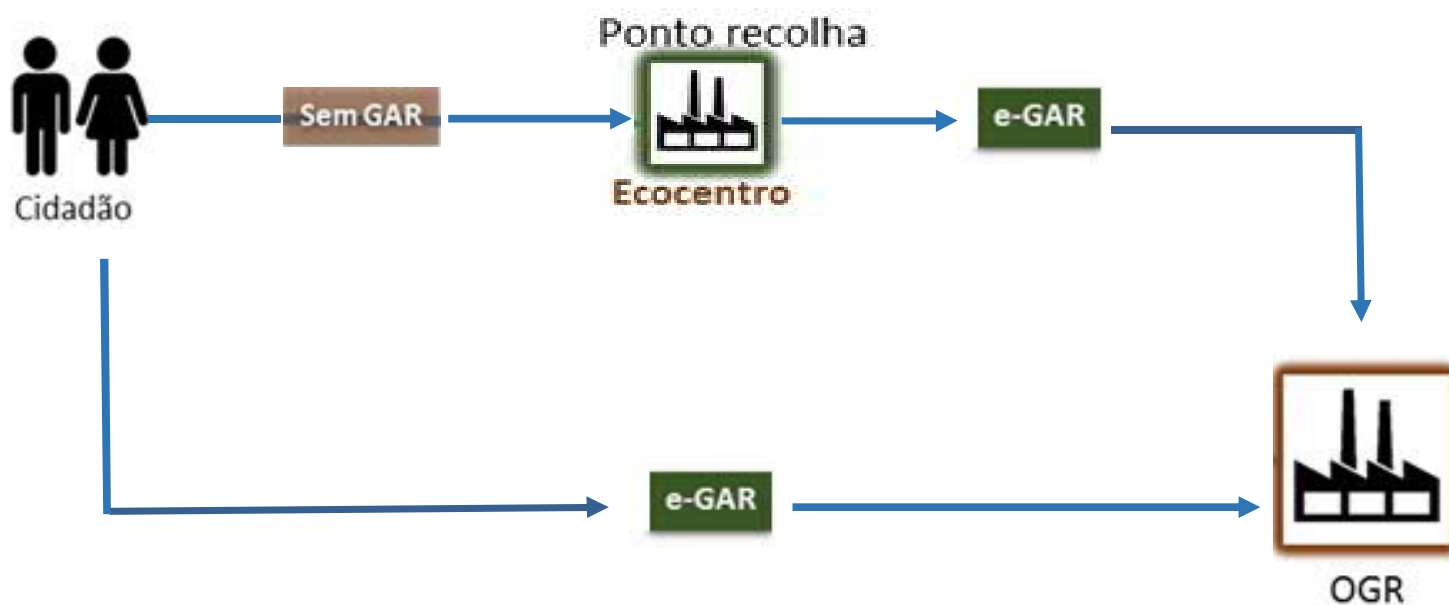 Ponto recolha
Sem GAR
e-GAR
Ecocentro
Cidadão
e-GAR
OGR